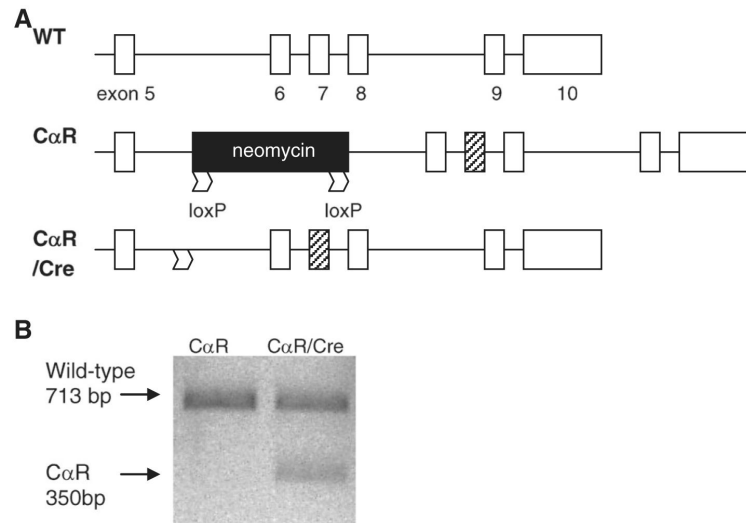 A
WT
exon 5 6 7 8 9 10
CαR
neomycin
loxP loxP
CαR
/Cre
B
CαR CαR/Cre
Wild-type
713 bp
CαR
350bp